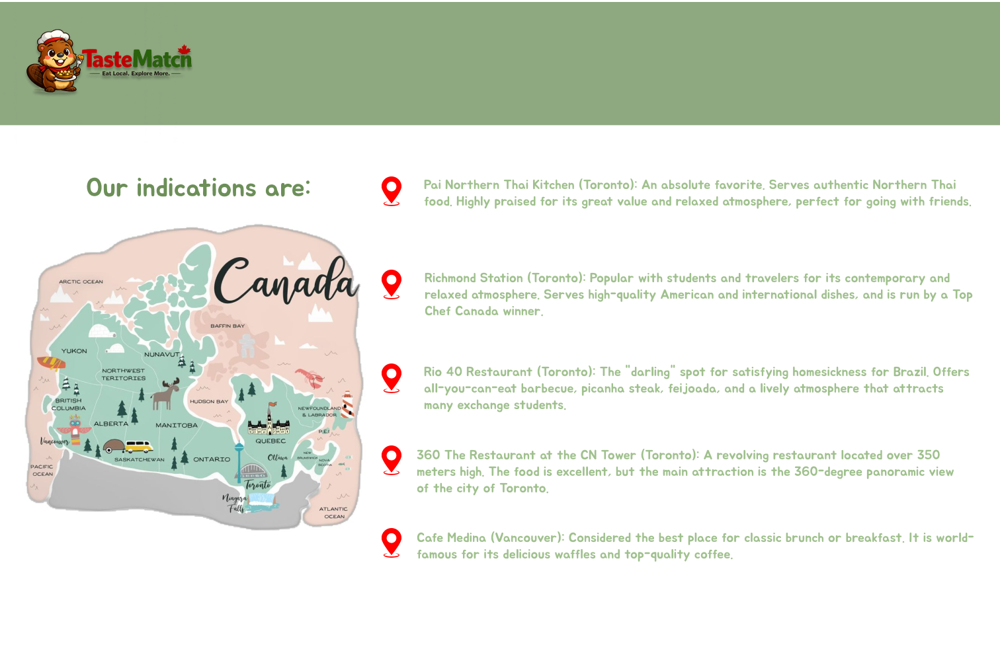 TasteMatch
Eat Local. Explore More.
Our indications are:
Pai Northern Thai Kitchen (Toronto): An absolute favorite. Serves authentic Northern Thai
food. Highly praised for its great value and relaxed atmosphere, perfect for going with friends.
Richmond Station (Toronto): Popular with students and travelers for its contemporary and
relaxed atmosphere. Serves high-quality American and international dishes, and is run by a Top
Chef Canada winner.
Rio 40 Restaurant (Toronto): The "darling" spot for satisfying homesickness for Brazil. Offers
all-you-can-eat barbecue, picanha steak, feijoada, and a lively atmosphere that attracts
many exchange students.
360 The Restaurant at the CN Tower (Toronto): A revolving restaurant located over 350
meters high. The food is excellent, but the main attraction is the 360-degree panoramic view
of the city of Toronto.
Cafe Medina (Vancouver): Considered the best place for classic brunch or breakfast. It is world-
famous for its delicious waffles and top-quality coffee.
Canada
ARCTIC OCEAN
BAFFIN BAY
YUKON
NUNAVUT
NORTHWEST
TERITORIES
BRITISH
COLUMBIA
HUDSON BAY
NEWFOUNDLAND
& LABRADOR
ALBERTA
MANITOBA
P.E.I
Vancouver
QUEBEC
SASKATCHEWAN
ONTARIO
Ottawa
NEW
BRUNSWICH
NOVA
SCOTIA
PACIFIC
OCEAN
Toronto
Niagara
Falls
ATLANTIC
OCEAN